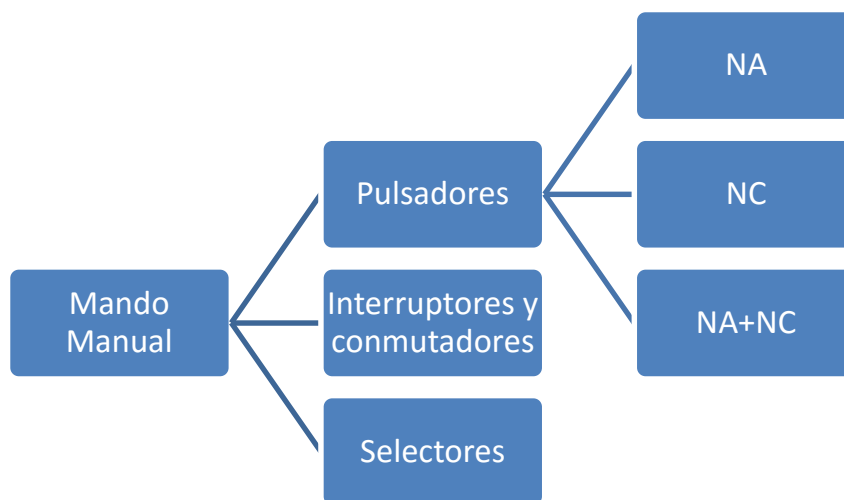 Mando
Manual
Pulsadores
Interruptores y
conmutadores
Selectores
NA
NC
NA+NC